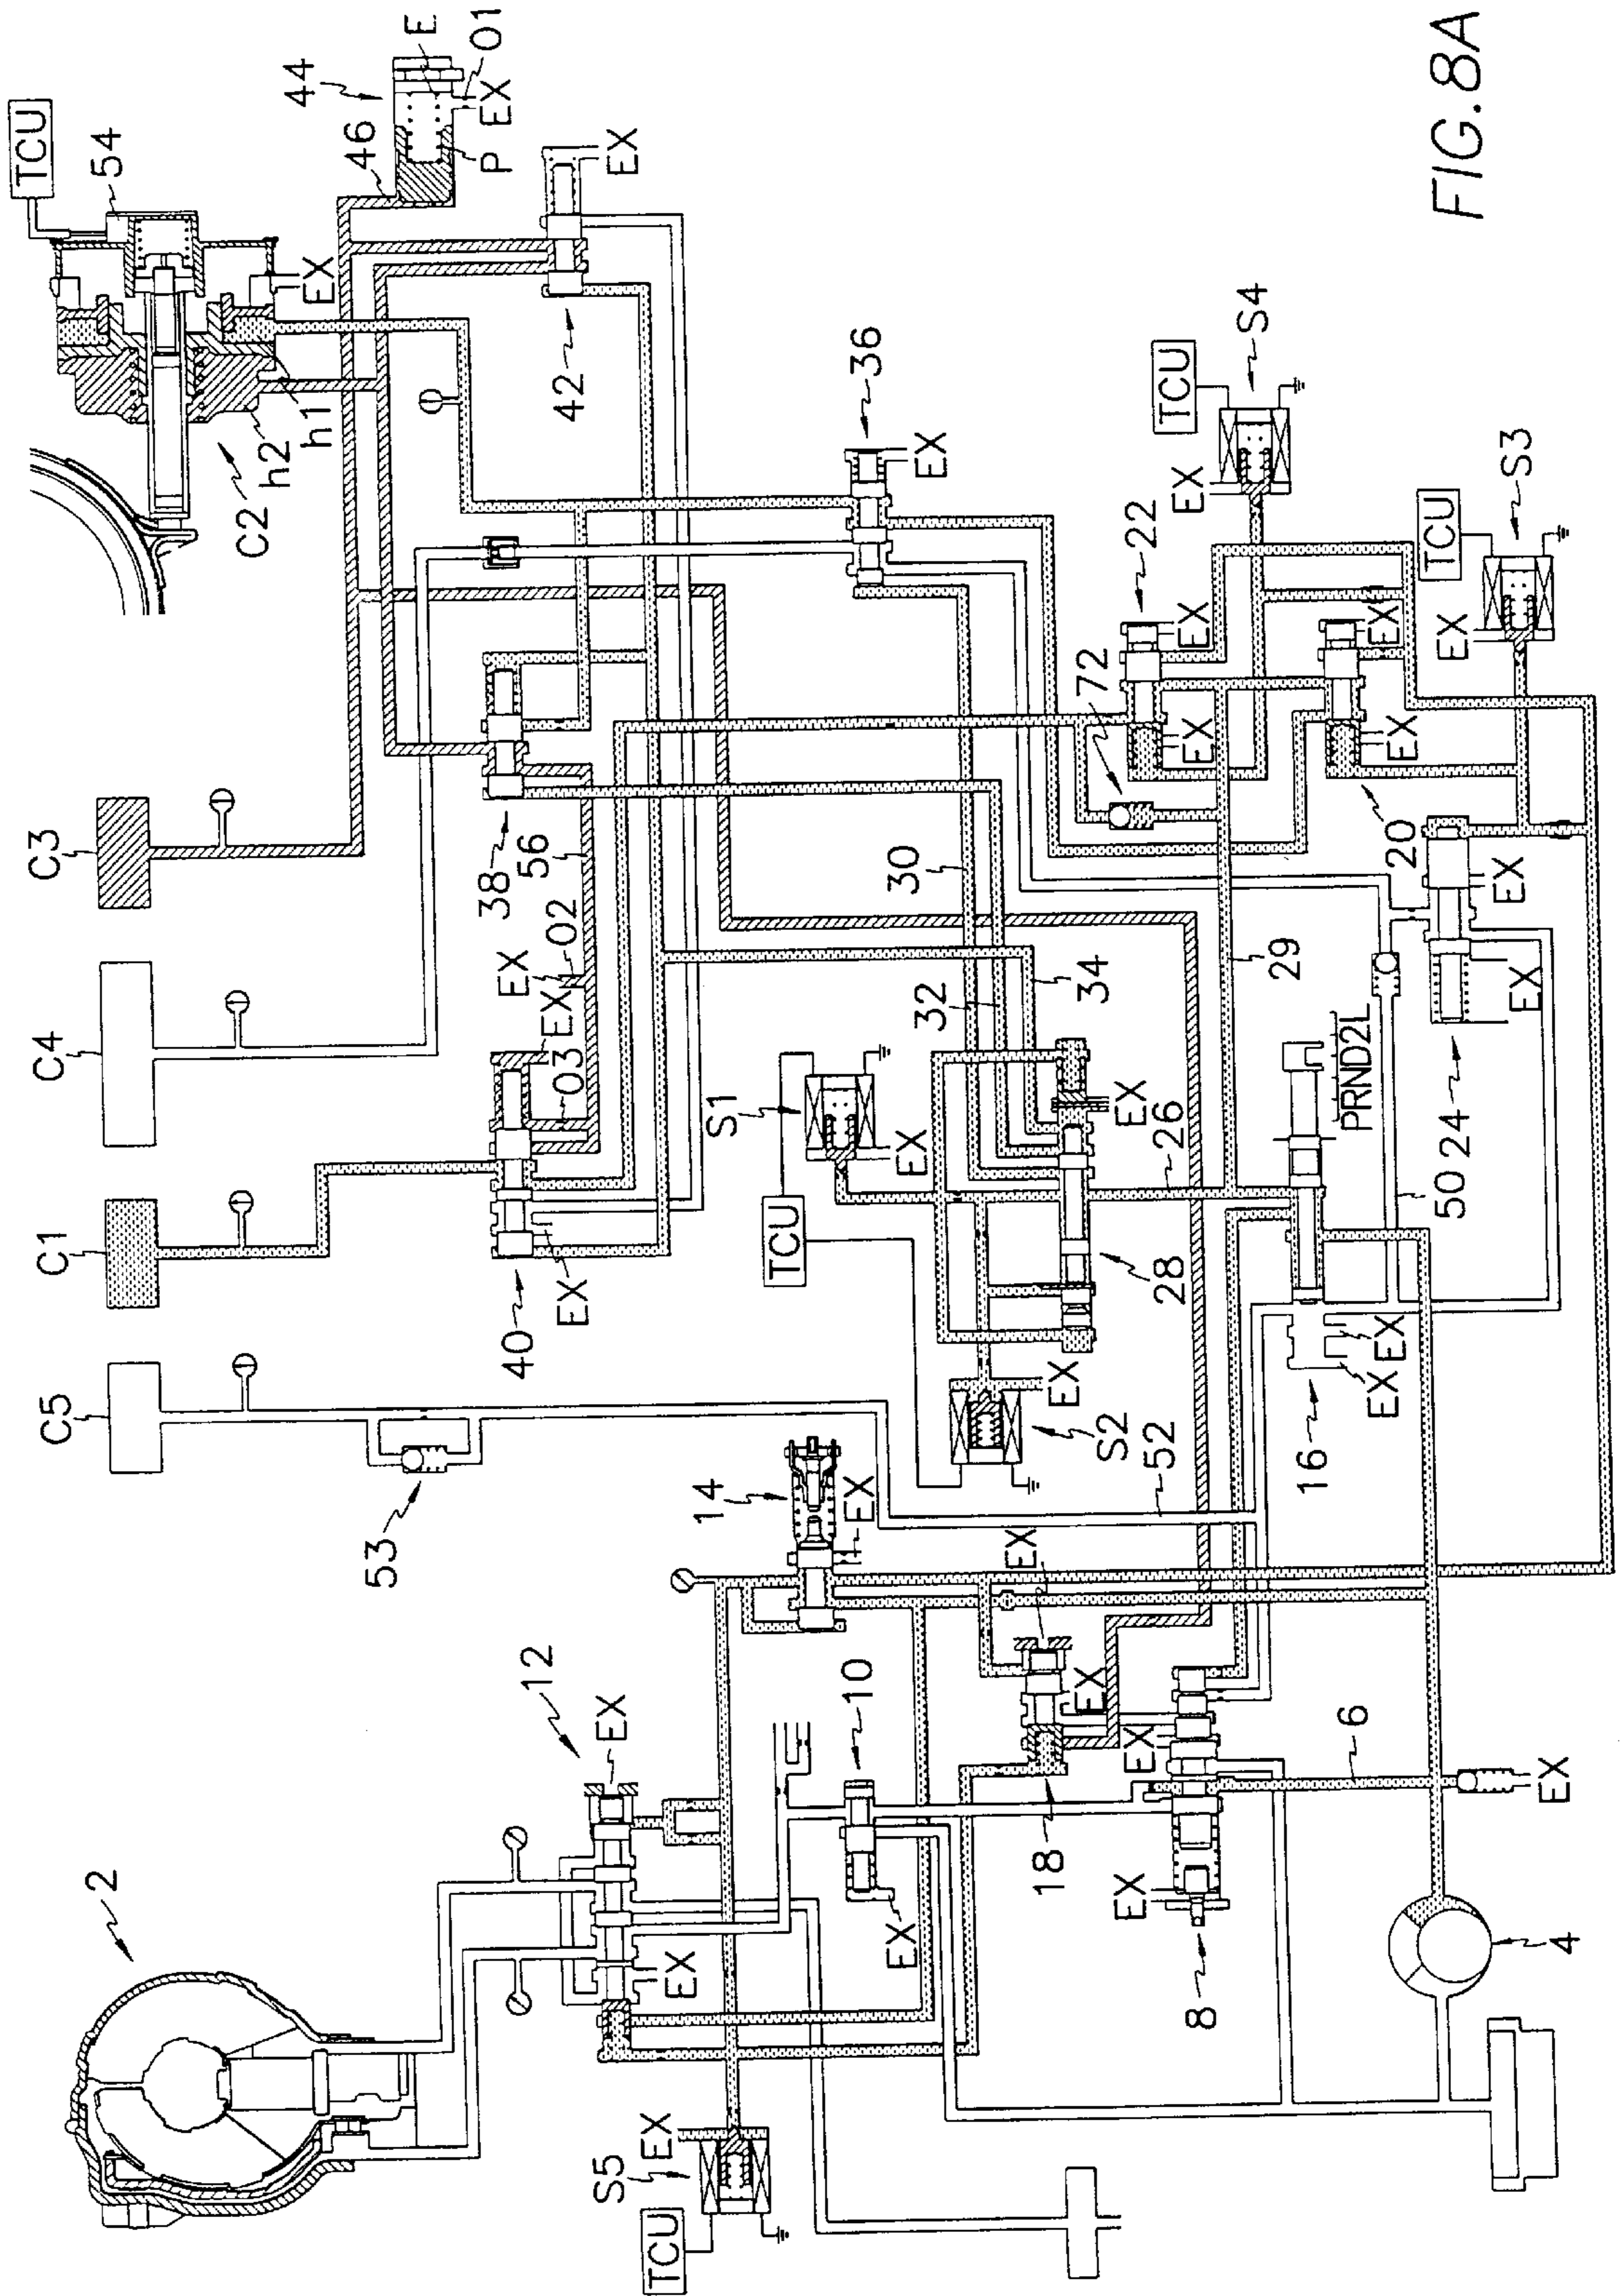 TCU
54
44
46
E
P
EX
01
EX
EX
h2
h1
C2
42
C3
C4
C1
C5
36
EX
TCU
S4
EX
22
EX
EX
72
TCU
S3
EX
EX
EX
20
38
56
EX
02
EX
03
40
EX
30
32
34
29
EX
24
EX
50
PRND2L
S1
TCU
EX
EX
26
28
EX
S2
52
53
14
EX
16
EX
EX
EX
12
EX
10
EX
18
EX
EX
EX
8
6
EX
2
EX
S5
EX
TCU
4
FIG.8A